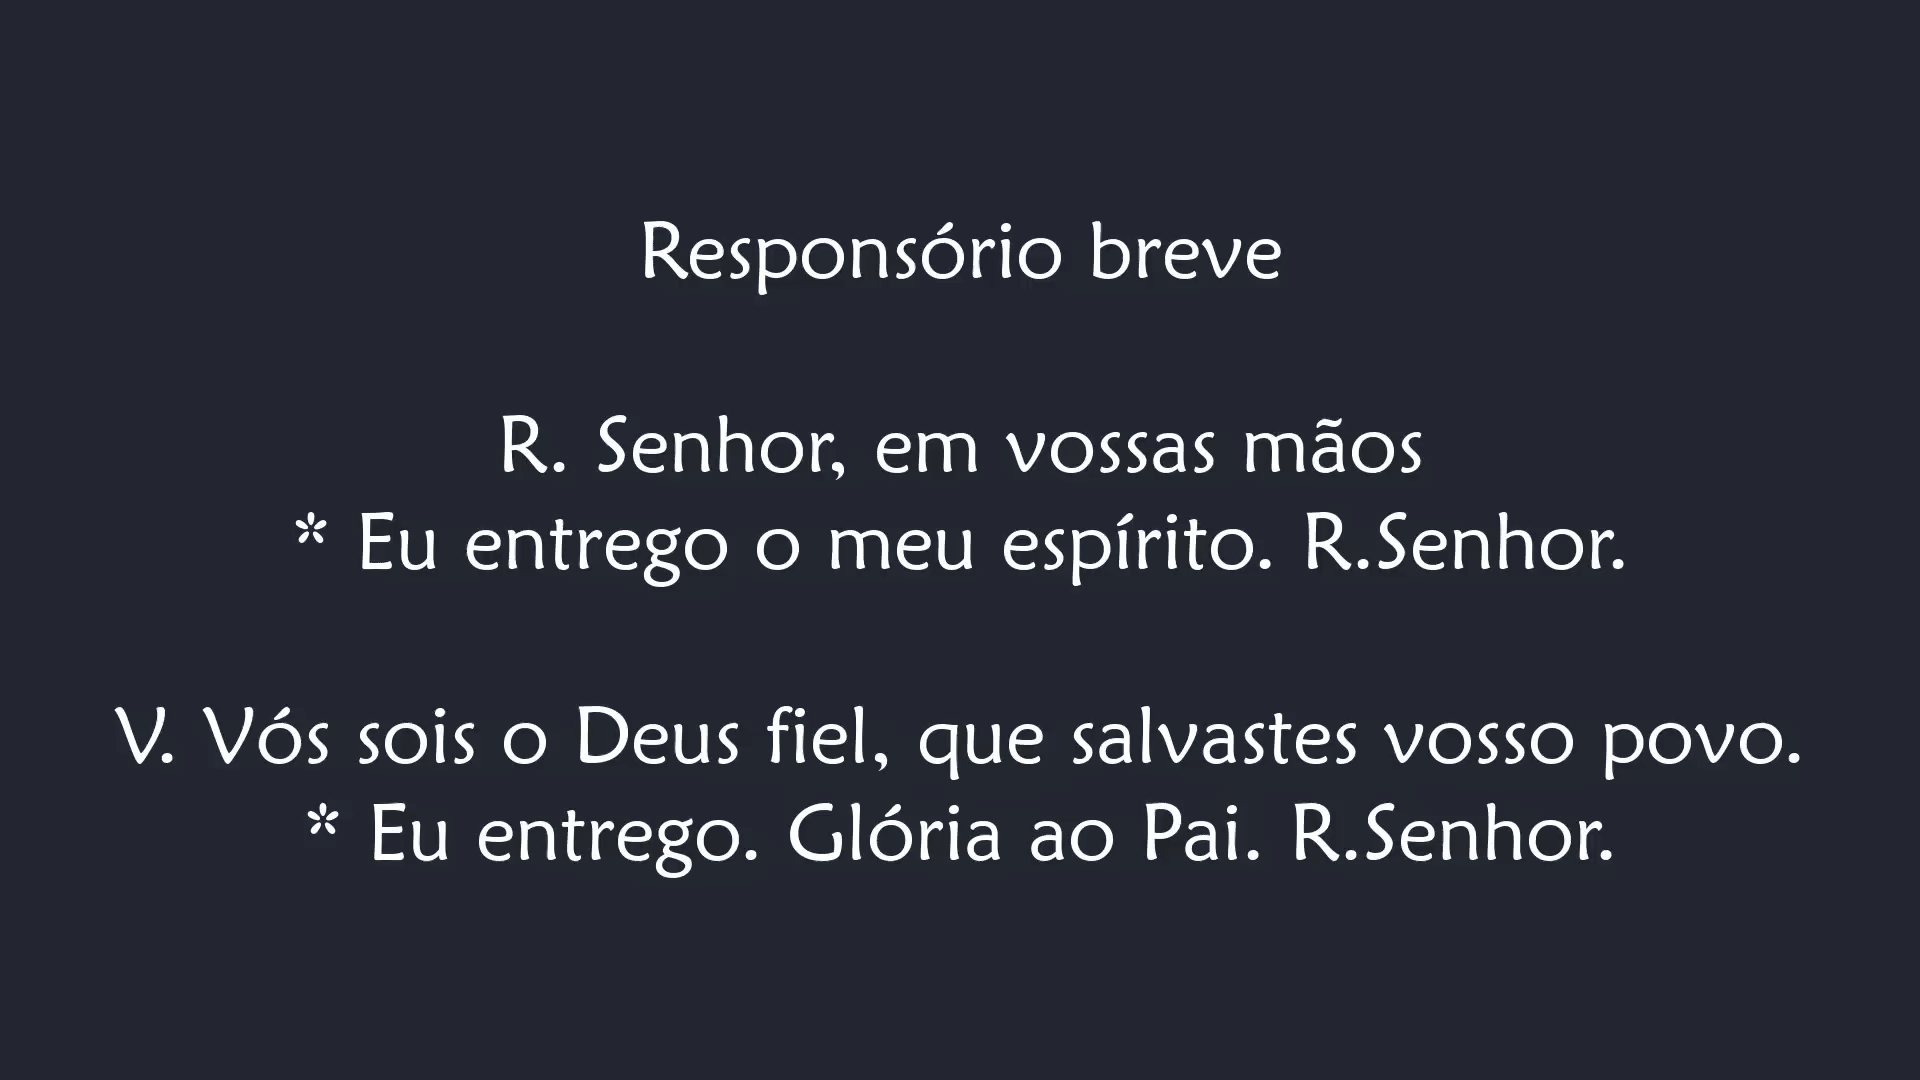 Responsório breve
R. Senhor, em vossas mãos
* Eu entrego o meu espírito. R.Senhor.
V. Vós sois o Deus fiel, que salvastes vosso povo.
* Eu entrego. Glória ao Pai. R.Senhor.